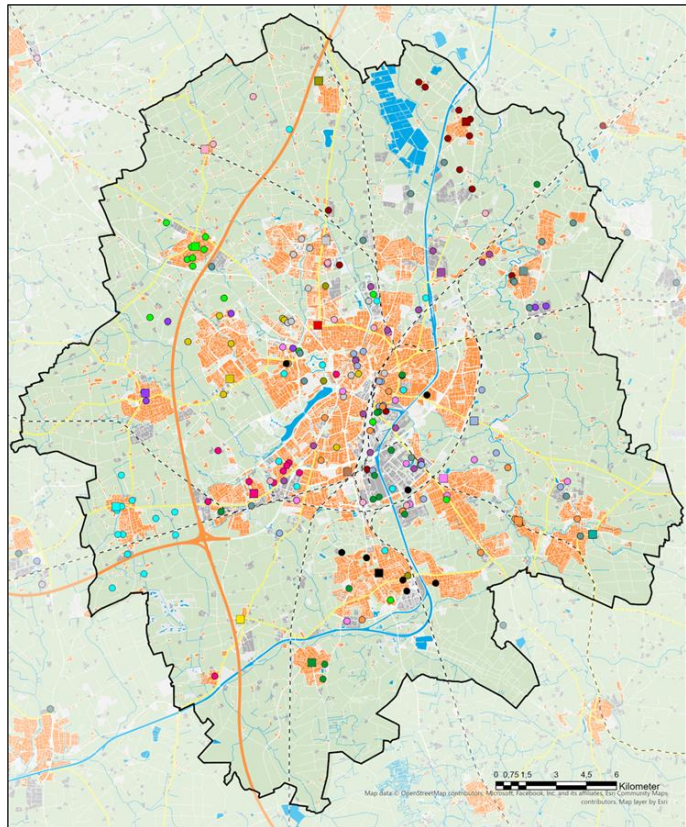 0 0,75 1,5 3 4,5 6
Kilometer
Map data © OpenStreetMap contributors, Microsoft, Facebook, Inc. and its affiliates, Esri Community Maps
contributors, Map layer by Esri